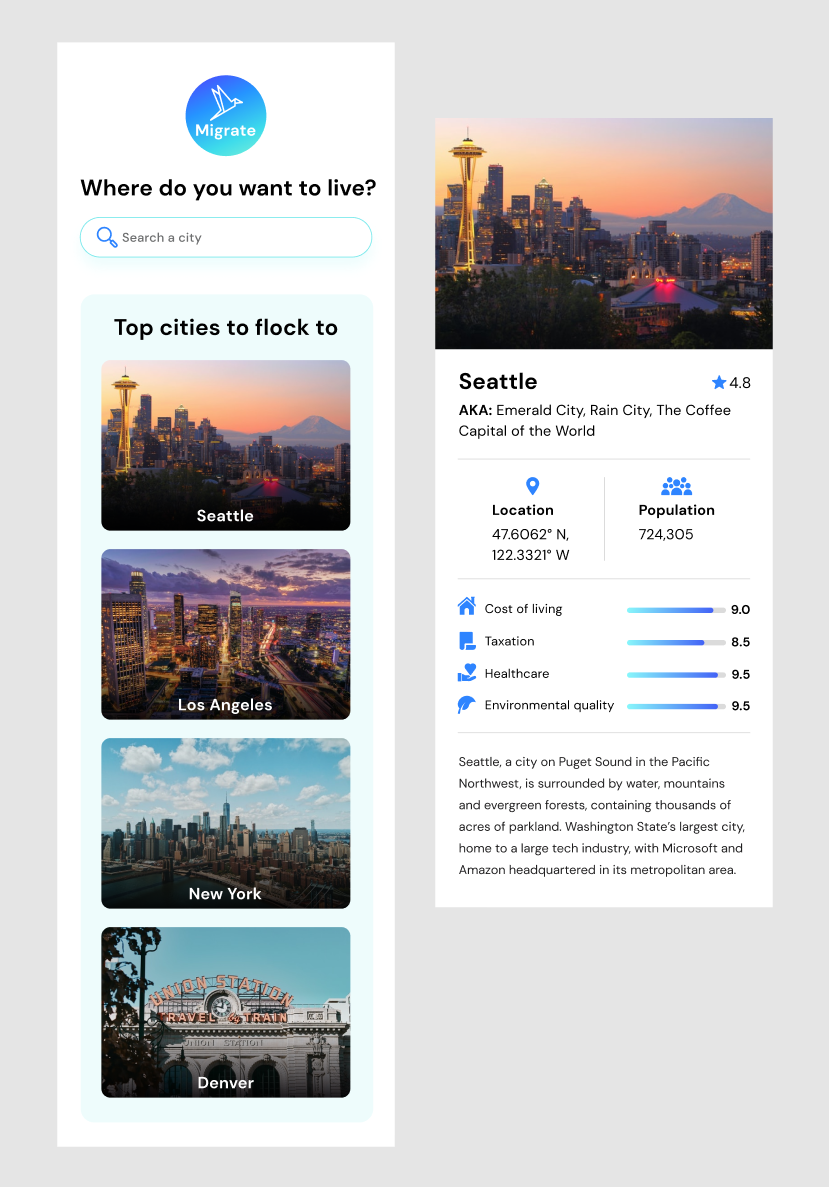 Migrate
Where do you want to live?
Search a city
Top cities to flock to
Seattle
Los Angeles
New York
UNION STATION
TRAVEL by TRAIN
UNION STATION
Denver
Seattle
4.8
AKA: Emerald City, Rain City, The Coffee
Capital of the World
Location
47.6062° N,
122.3321° W
Population
724,305
Cost of living 9.0
Taxation 8.5
Healthcare 9.5
Environmental quality 9.5
Seattle, a city on Puget Sound in the Pacific
Northwest, is surrounded by water, mountains
and evergreen forests, containing thousands of
acres of parkland. Washington State's largest city,
home to a large tech industry, with Microsoft and
Amazon headquartered in its metropolitan area.